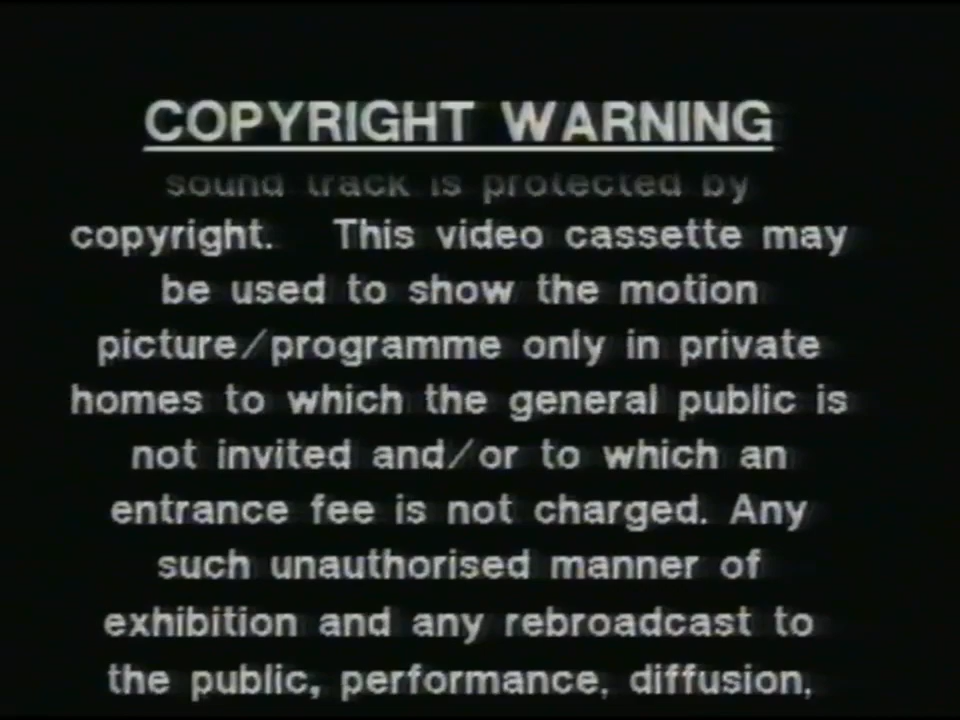 COPYRIGHT WARNING
sound track is protected by
copyright. This video cassette may
be used to show the motion
picture/programme only in private
homes to which the general public is
not invited and/or to which an
entrance fee is not charged. Any
such unauthorised manner of
exhibition and any rebroadcast to
the public, performance, diffusion,